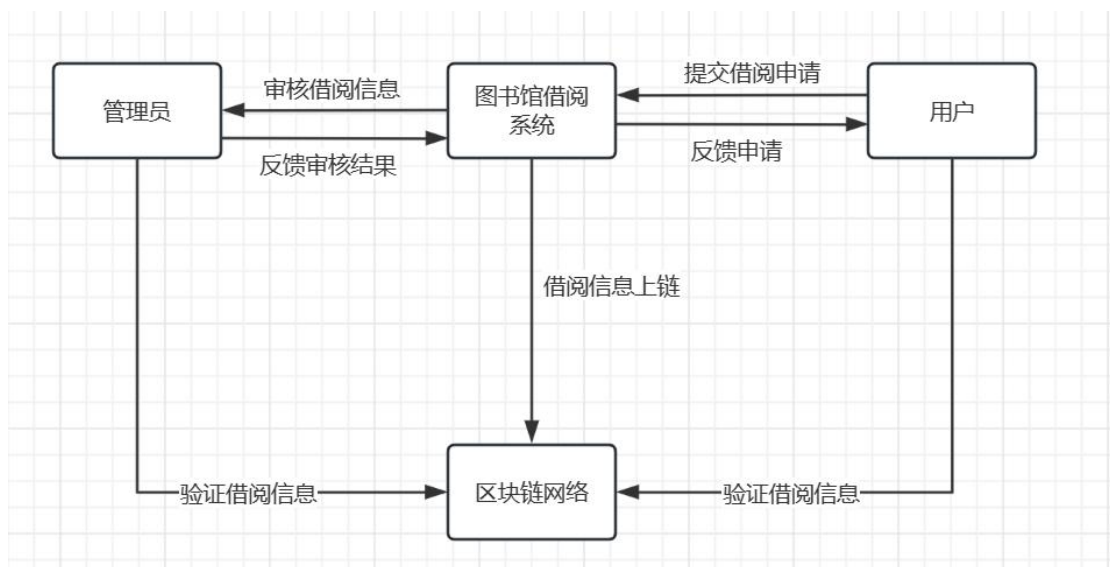 提交借阅申请
审核借阅信息
管理员
图书馆借阅
系统
用户
反馈审核结果
反馈申请
借阅信息上链
验证借阅信息
区块链网络
验证借阅信息